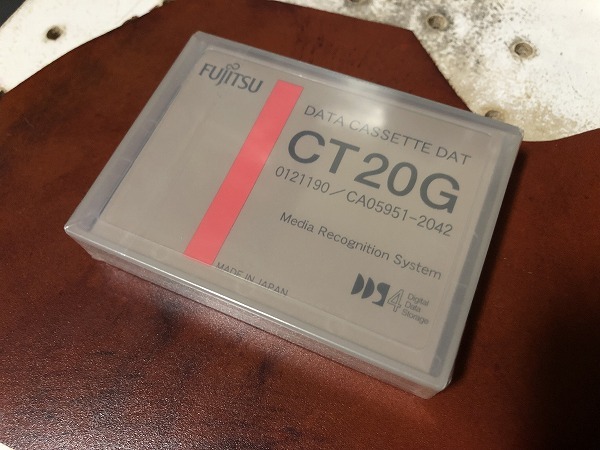 FUJITSU
DATA CASSETTE DAT
CT20G
0121190／CA05951-2042
Media Recognition System
MADE IN JAPAN
DDS4
Digital
Data
Storage